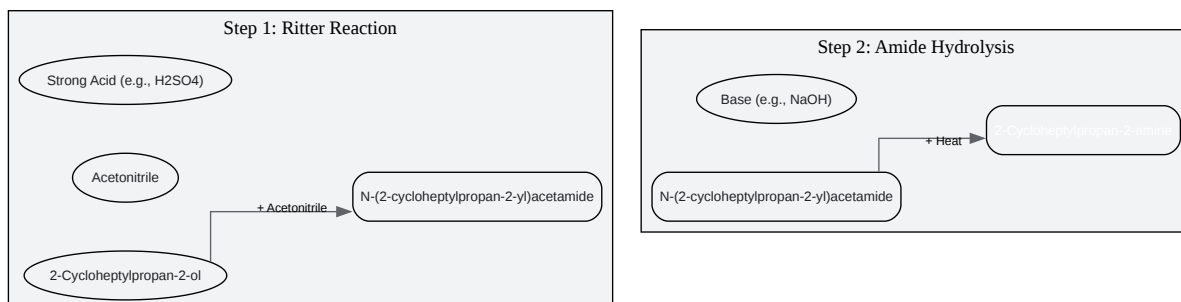 Step 1: Ritter Reaction
Strong Acid (e.g., H2SO4)
Acetonitrile
+ Acetonitrile
N-(2-cycloheptylpropan-2-yl)acetamide
2-Cycloheptylpropan-2-ol
Step 2: Amide Hydrolysis
Base (e.g., NaOH)
2-Cycloheptylpropan-2-amine
+ Heat
N-(2-cycloheptylpropan-2-yl)acetamide